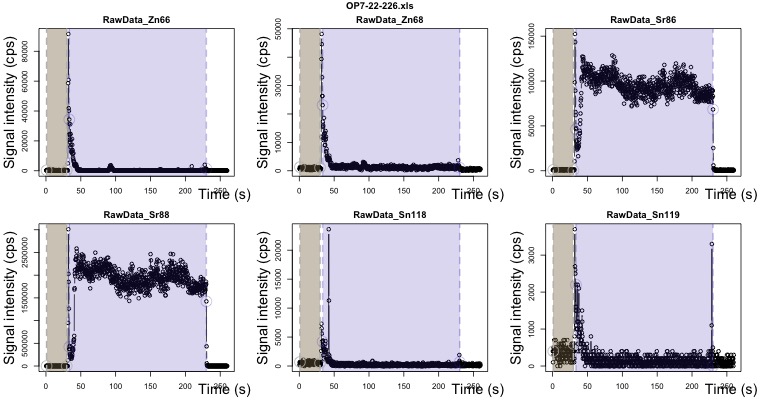 OP7-22-226.xls
RawData_Zn66 RawData_Zn68 RawData_Sr86
Signal intensity (cps) Signal intensity (cps) Signal intensity (cps)
0 20000 40000 60000 80000
0 10000 30000 50000
0 50000 100000 150000
0 50 100 150 200 250 0 50 100 150 200 250 0 50 100 150 200 250
Time (s) Time (s) Time (s)
RawData_Sr88 RawData_Sn118 RawData_Sn119
Signal intensity (cps) Signal intensity (cps) Signal intensity (cps)
0 500000 1500000 2500000
0 5000 10000 20000
0 1000 2000 3000
0 50 100 150 200 250 0 50 100 150 200 250 0 50 100 150 200 250
Time (s) Time (s) Time (s)